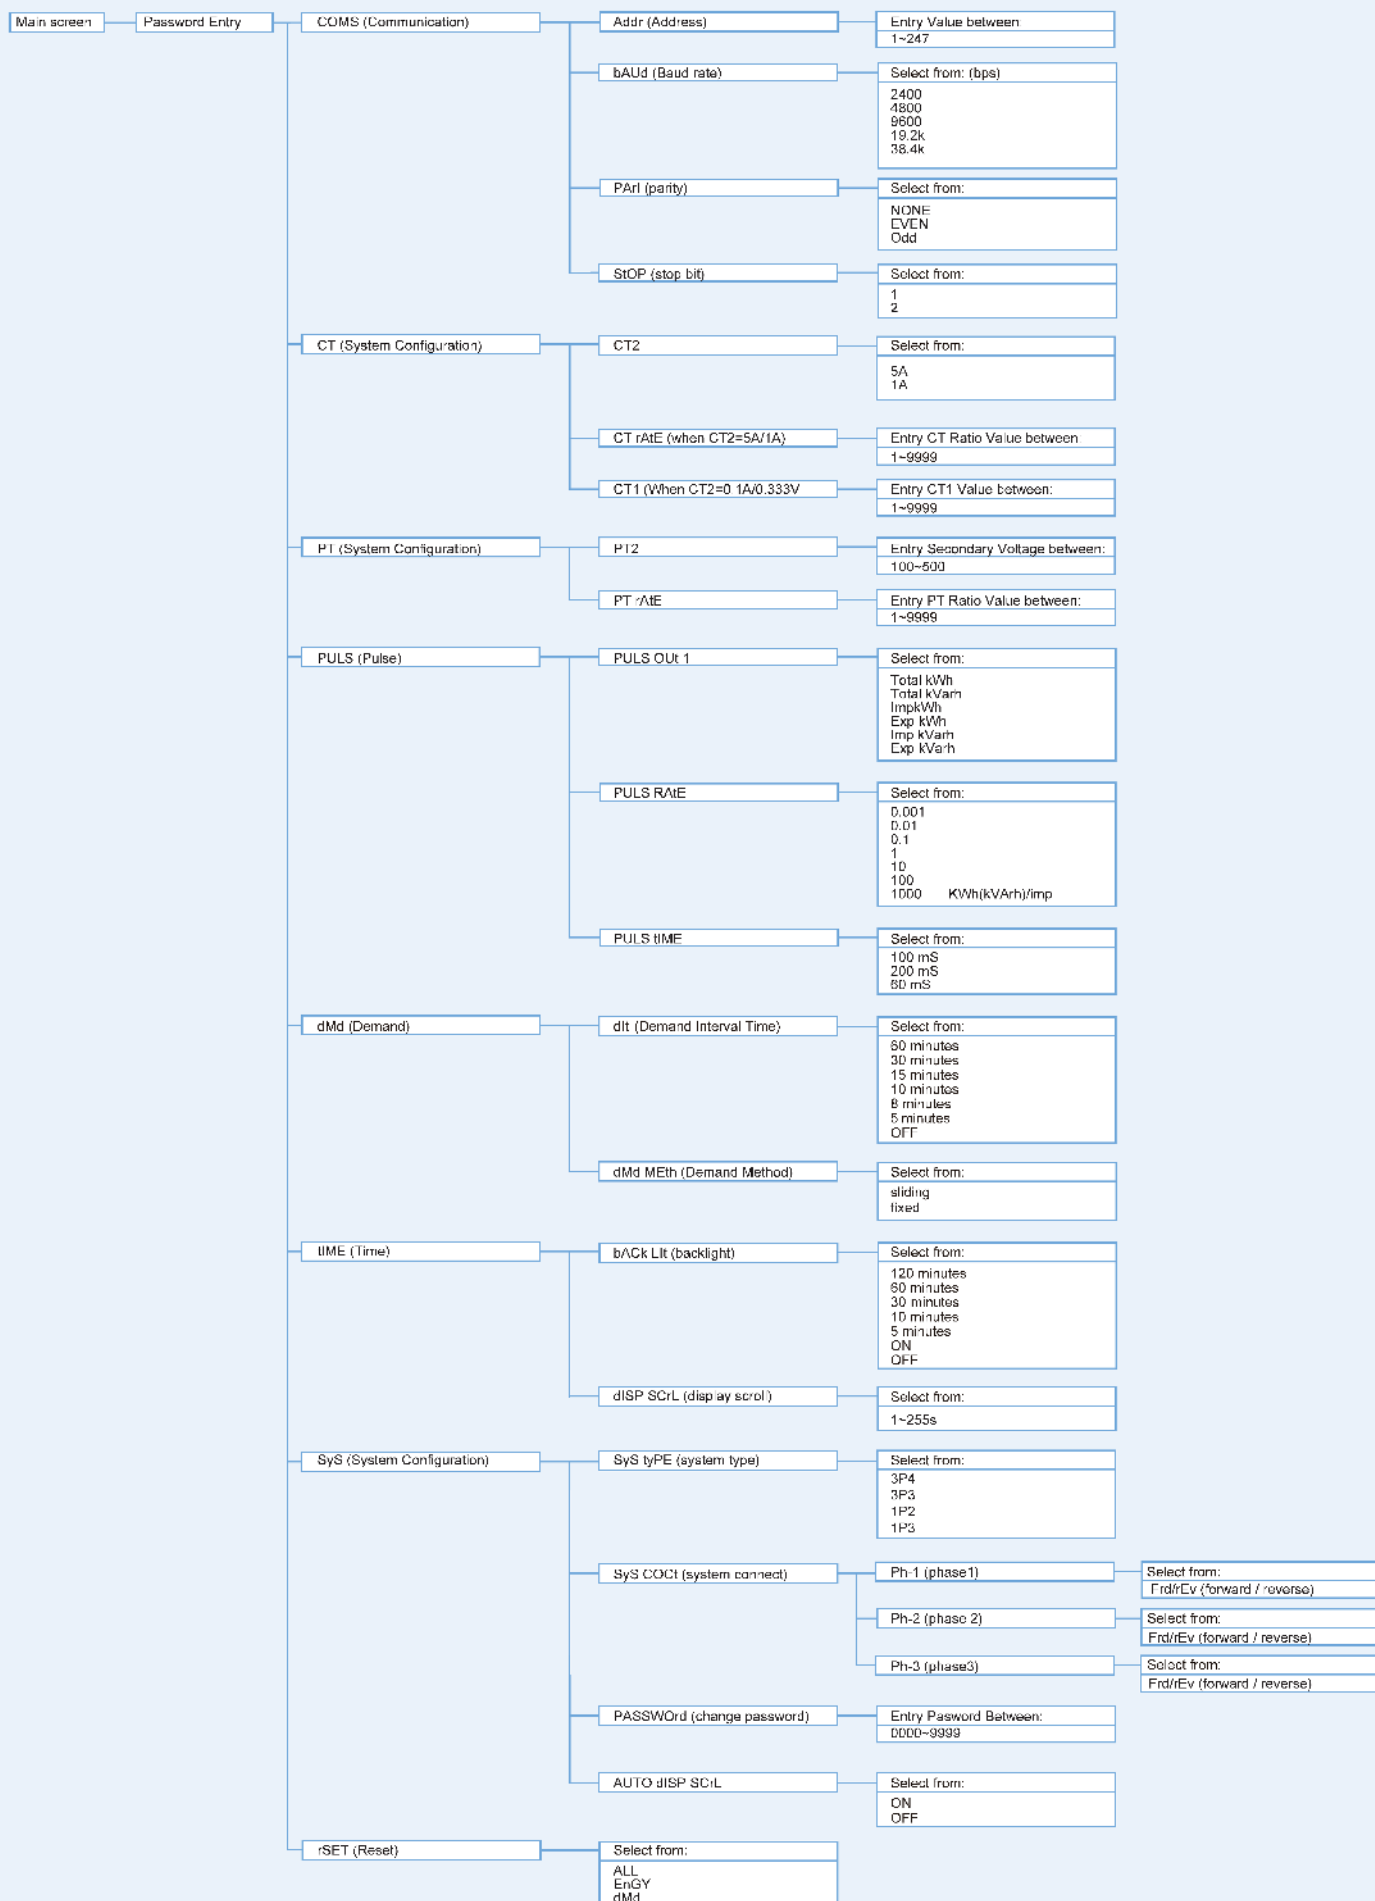 Main screen
Password Entry
COMS (Communication)
Addr (Address)
Entry Value between
1~247
bAUd (Baud rate)
Select from: (bps)
2400
4800
9600
19.2k
38.4k
PArI (parity)
Select from:
NONE
EVEN
Odd
StOP (stop bit)
Select from:
1
2
CT (System Configuration)
CT2
Select from:
5A
1A
CT rAtE (when CT2=5A/1A)
Entry CT Ratio Value between:
1~9999
CT1 (When CT2=0.1A/0.333V
Entry CT1 Value between:
1~9999
PT (System Configuration)
PT2
Entry Secondary Voltage between:
100~500
PT rAtE
Entry PT Ratio Value between:
1~9999
PULS (Pulse)
PULS OUt 1
Select from:
Total kWh
Total kVarh
ImpkWh
Exp kWh
Imp kVarh
Exp kVarh
PULS RAtE
Select from:
0.001
0.01
0.1
1
10
100
1000 KWh(kVArh)/imp
PULS tIME
Select from:
100 mS
200 mS
60 mS
dMd (Demand)
dIt (Demand Interval Time)
Select from:
60 minutes
30 minutes
15 minutes
10 minutes
8 minutes
5 minutes
OFF
dMd MEth (Demand Method)
Select from:
sliding
fixed
tIME (Time)
bACk LIt (backlight)
Select from:
120 minutes
60 minutes
30 minutes
10 minutes
5 minutes
ON
OFF
dISP SCrL (display scroll)
Select from:
1~255s
SyS (System Configuration)
SyS tyPE (system type)
Select from:
3P4
3P3
1P2
1P3
SyS COCt (system connect)
Ph-1 (phase1)
Select from:
Frd/rEv (forward / reverse)
Ph-2 (phase 2)
Select from:
Frd/rEv (forward / reverse)
Ph-3 (phase3)
Select from:
Frd/rEv (forward / reverse)
PASSWOrd (change password)
Entry Pasword Between:
0000~9999
AUTO dISP SCrL
Select from:
ON
OFF
rSET (Reset)
Select from:
ALL
EnGY
dMd